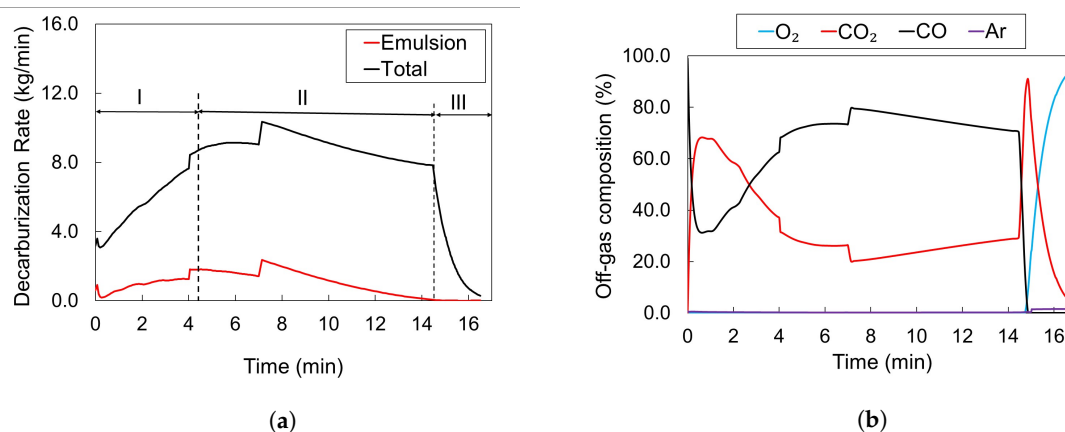 16.0
12.0
8.0
4.0
0.0
Decarburization Rate (kg/min)
Emulsion
Total
I
II
III
0 2 4 6 8 10 12 14 16
Time (min)
(a)
O₂ CO₂ CO Ar
100.0
80.0
60.0
40.0
20.0
0.0
Off-gas composition (%)
0 2 4 6 8 10 12 14 16
Time (min)
(b)